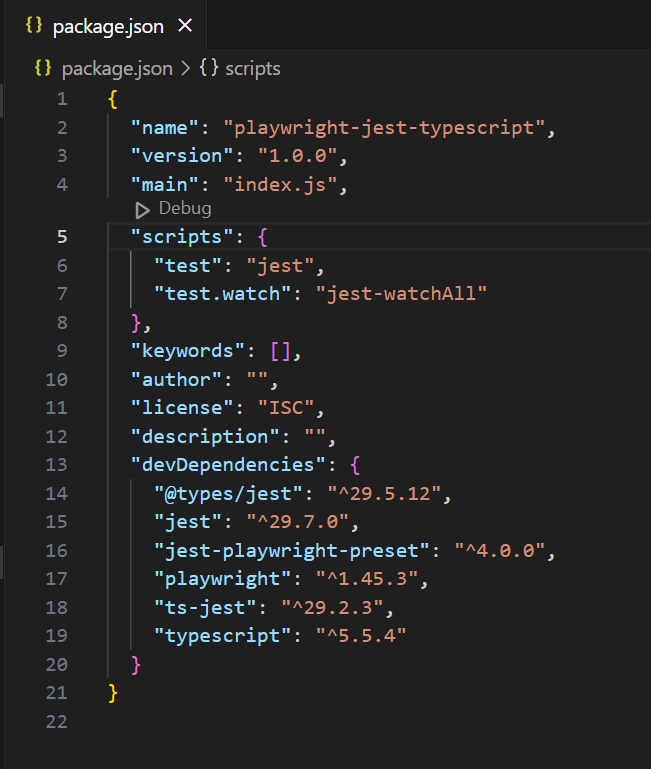 {} package.json ×
{} package.json > {} scripts
1 {
2 "name": "playwright-jest-typescript",
3 "version": "1.0.0",
4 "main": "index.js",
Debug
5 "scripts": {
6 "test": "jest",
7 "test.watch": "jest-watchAll"
8 },
9 "keywords": [],
10 "author": "",
11 "license": "ISC",
12 "description": "",
13 "devDependencies": {
14 "@types/jest": "^29.5.12",
15 "jest": "^29.7.0",
16 "jest-playwright-preset": "^4.0.0",
17 "playwright": "^1.45.3",
18 "ts-jest": "^29.2.3",
19 "typescript": "^5.5.4"
20 }
21 }
22